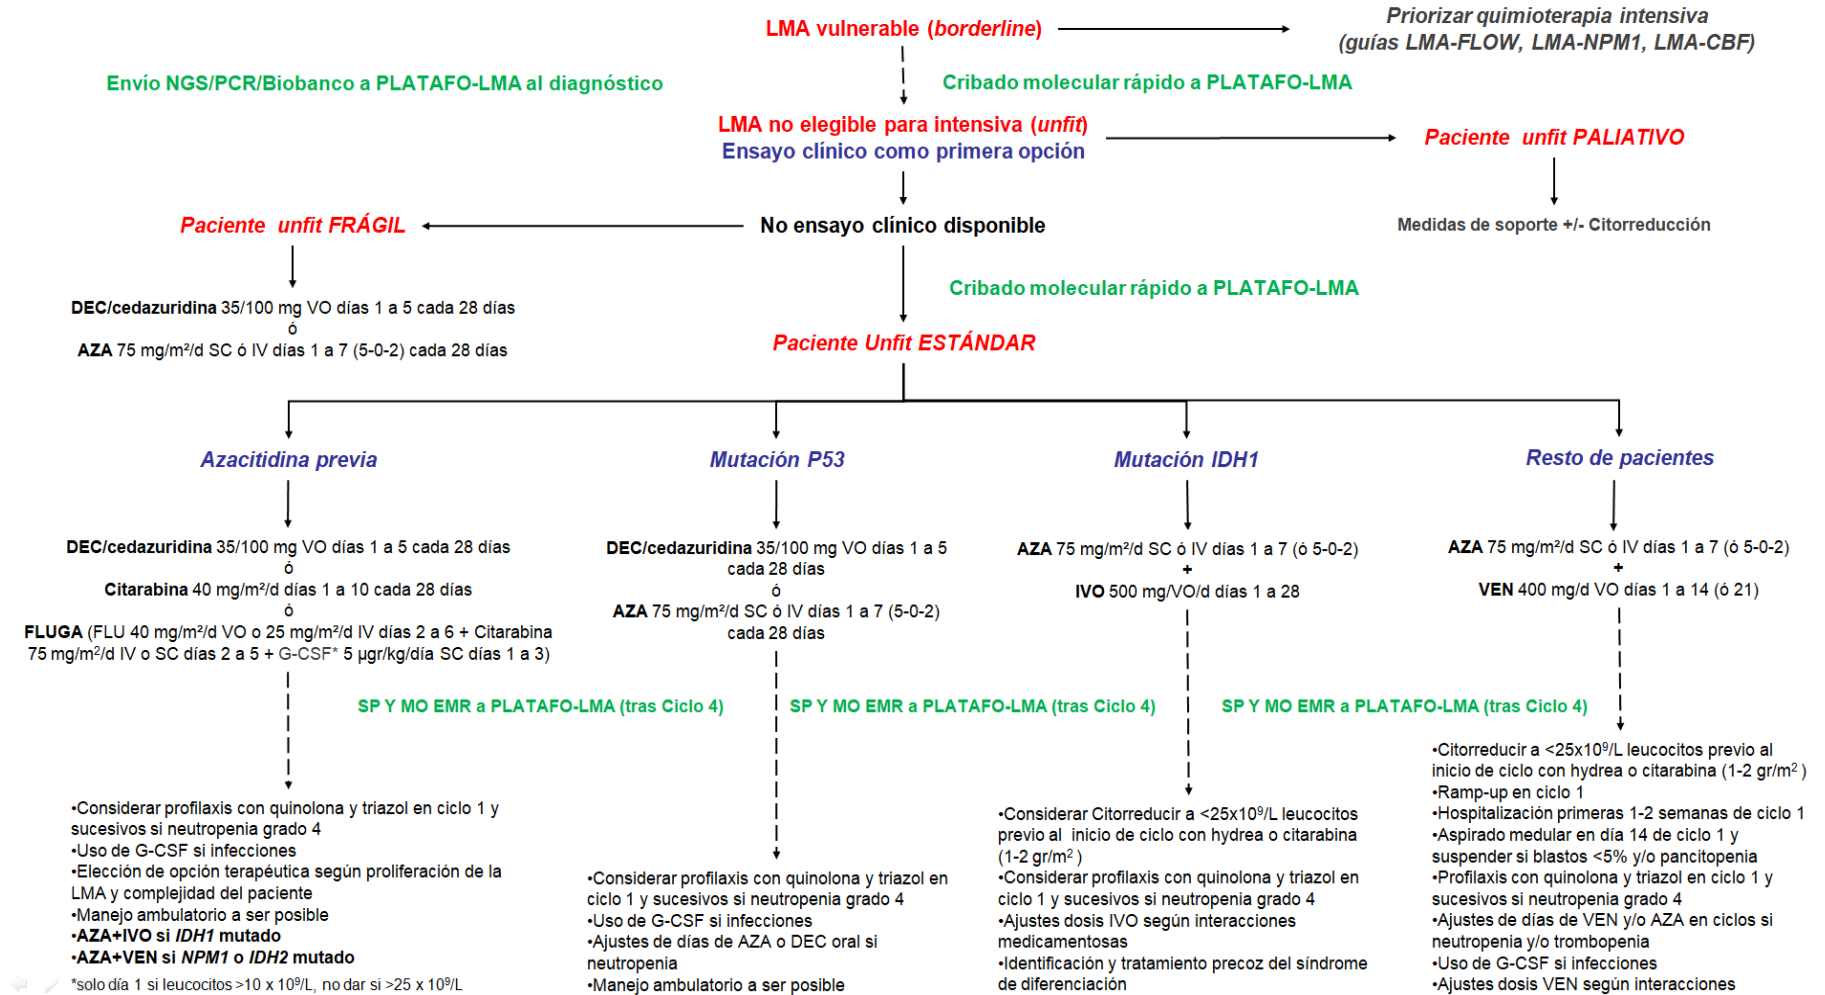 LMA vulnerable (borderline)
Priorizar quimioterapia intensiva
(guías LMA-FLOW, LMA-NPM1, LMA-CBF)
Envío NGS/PCR/Biobanco a PLATAFO-LMA al diagnóstico
Cribado molecular rápido a PLATAFO-LMA
LMA no elegible para intensiva (unfit)
Ensayo clínico como primera opción
Paciente unfit PALIATIVO
Paciente unfit FRÁGIL
No ensayo clínico disponible
Medidas de soporte +/- Citorreducción
DEC/cedazuridina 35/100 mg VO días 1 a 5 cada 28 días
ó
AZA 75 mg/m²/d SC ó IV días 1 a 7 (5-0-2) cada 28 días
Cribado molecular rápido a PLATAFO-LMA
Paciente Unfit ESTÁNDAR
Azacitidina previa
DEC/cedazuridina 35/100 mg VO días 1 a 5 cada 28 días
ó
Citarabina 40 mg/m²/d días 1 a 10 cada 28 días
ó
FLUGA (FLU 40 mg/m²/d VO o 25 mg/m²/d IV días 2 a 6 + Citarabina
75 mg/m²/d IV o SC días 2 a 5 + G-CSF* 5 µgr/kg/día SC días 1 a 3)
SP Y MO EMR a PLATAFO-LMA (tras Ciclo 4)
•Considerar profilaxis con quinolona y triazol en ciclo 1 y
sucesivos si neutropenia grado 4
•Uso de G-CSF si infecciones
•Elección de opción terapéutica según proliferación de la
LMA y complejidad del paciente
•Manejo ambulatorio a ser posible
•AZA+IVO si IDH1 mutado
•AZA+VEN si NPM1 o IDH2 mutado
*solo día 1 si leucocitos >10 x 10⁹/L, no dar si >25 x 10⁹/L
Mutación P53
DEC/cedazuridina 35/100 mg VO días 1 a 5
cada 28 días
ó
AZA 75 mg/m²/d SC ó IV días 1 a 7 (5-0-2)
cada 28 días
SP Y MO EMR a PLATAFO-LMA (tras Ciclo 4)
•Considerar profilaxis con quinolona y triazol en
ciclo 1 y sucesivos si neutropenia grado 4
•Uso de G-CSF si infecciones
•Ajustes de días de AZA o DEC oral si
neutropenia
•Manejo ambulatorio a ser posible
Mutación IDH1
AZA 75 mg/m²/d SC ó IV días 1 a 7 (ó 5-0-2)
+
IVO 500 mg/VO/d días 1 a 28
SP Y MO EMR a PLATAFO-LMA (tras Ciclo 4)
•Considerar Citorreducir a <25x10⁹/L leucocitos
previo al inicio de ciclo con hydrea o citarabina
(1-2 gr/m² )
•Considerar profilaxis con quinolona y triazol en
ciclo 1 y sucesivos si neutropenia grado 4
•Ajustes dosis IVO según interacciones
medicamentosas
•Identificación y tratamiento precoz del síndrome
de diferenciación
Resto de pacientes
AZA 75 mg/m²/d SC ó IV días 1 a 7 (ó 5-0-2)
+
VEN 400 mg/d VO días 1 a 14 (ó 21)
•Citorreducir a <25x10⁹/L leucocitos previo al
inicio de ciclo con hydrea o citarabina (1-2 gr/m² )
•Ramp-up en ciclo 1
•Hospitalización primeras 1-2 semanas de ciclo 1
•Aspirado medular en día 14 de ciclo 1 y
suspender si blastos <5% y/o pancitopenia
•Profilaxis con quinolona y triazol en ciclo 1 y
sucesivos si neutropenia grado 4
•Ajustes de días de VEN y/o AZA en ciclos si
neutropenia y/o trombopenia
•Uso de G-CSF si infecciones
•Ajustes dosis VEN según interacciones